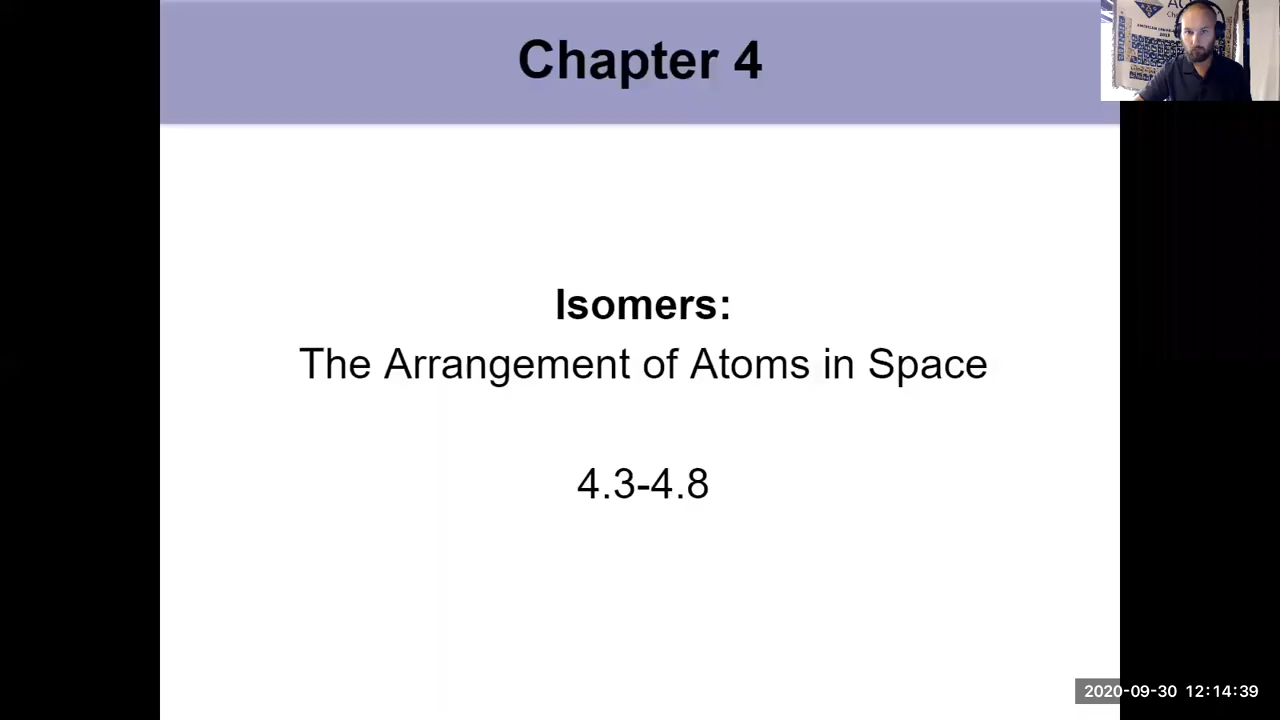 Chapter 4
Isomers:
The Arrangement of Atoms in Space
4.3-4.8
2020-09-30 12:14:39